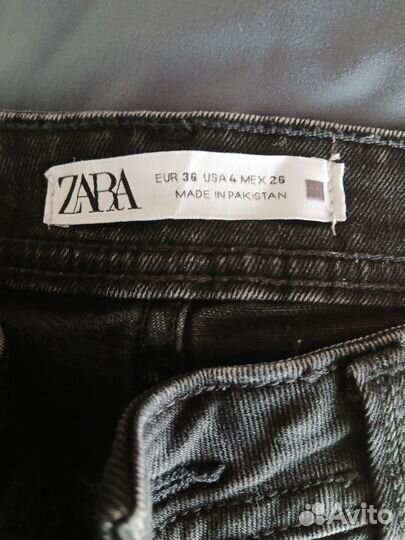 ZARA
EUR 36 USA 4 MEX 26
MADE IN PAKISTAN
Avito